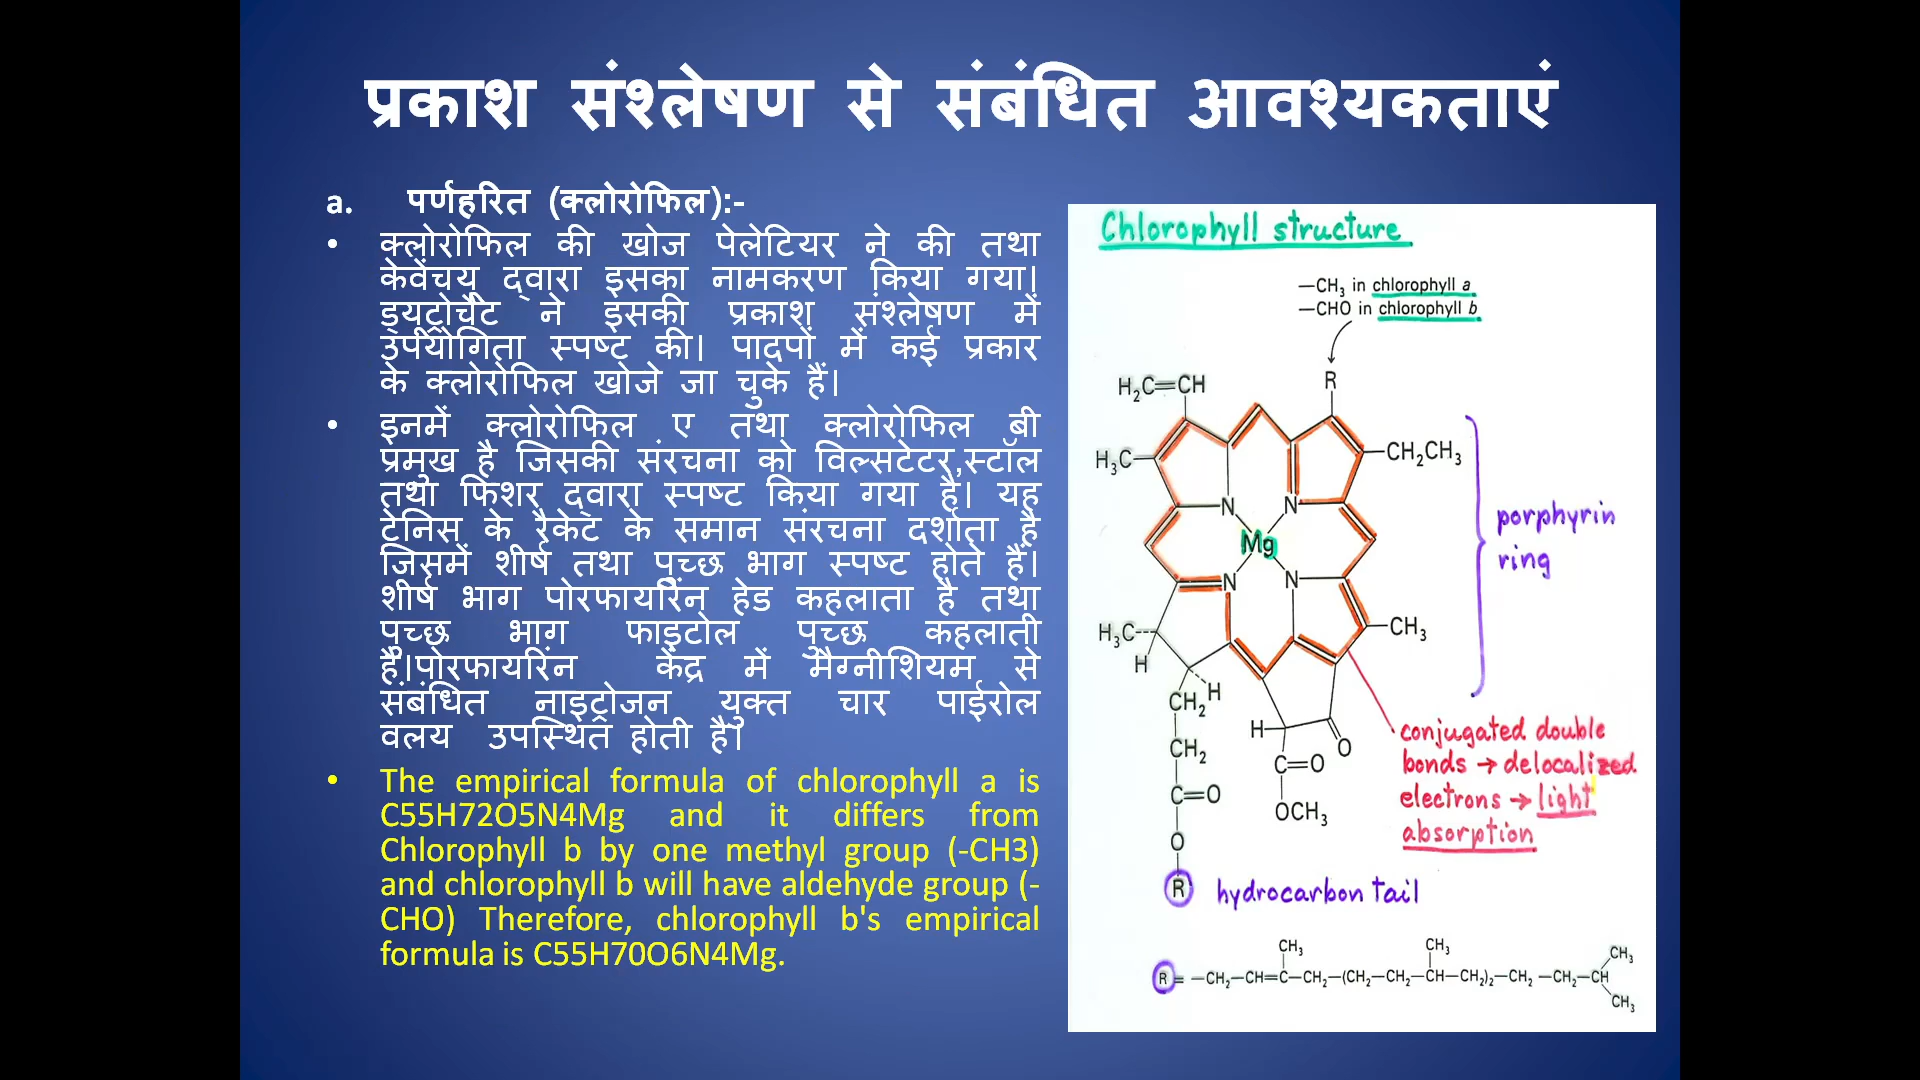 प्रकाश संश्लेषण से संबंधित आवश्यकताएं
a. पर्णहरित (क्लोरोफिल):-
• क्लोरोफिल की खोज पेलेटियर ने की तथा
केवेंचयु द्वारा इसका नामकरण किया गया।
ड्यूट्रोचेट ने इसकी प्रकाश संश्लेषण में
उपयोगिता स्पष्ट की। पादपों में कई प्रकार
के क्लोरोफिल खोजे जा चुके हैं।
• इनमें क्लोरोफिल ए तथा क्लोरोफिल बी
प्रमुख है जिसकी संरचना को विल्सटेटर,स्टॉल
तथा फिशर द्वारा स्पष्ट किया गया है। यह
टेनिस के रैकेट के समान संरचना दर्शाता है
जिसमें शीर्ष तथा पुच्छ भाग स्पष्ट होते हैं।
शीर्ष भाग पोरफायरिन हेड कहलाता है तथा
पुच्छ भाग फाइटोल पुच्छ कहलाती
है।पोरफायरिन केंद्र में मैग्नीशियम से
संबंधित नाइट्रोजन युक्त चार पाईरोल
वलय उपस्थित होती है।
• The empirical formula of chlorophyll a is
C55H72O5N4Mg and it differs from
Chlorophyll b by one methyl group (-CH3)
and chlorophyll b will have aldehyde group (-
CHO) Therefore, chlorophyll b's empirical
formula is C55H70O6N4Mg.
Chlorophyll structure
—CH₃ in chlorophyll a
—CHO in chlorophyll b
R
H₂C=CH
H₃C
CH₂CH₃
N N
Mg
N N
porphyrin
ring
H₃C
CH₃
H
H
CH₂
H
O
CH₂
C=O
C=O
OCH₃
O
conjugated double
bonds → delocalized
electrons → light
absorption
R hydrocarbon tail
CH₃ CH₃ CH₃
R = —CH₂—CH=C—CH₂—(CH₂—CH₂—CH—CH₂)₂—CH₂—CH₂—CH
CH₃